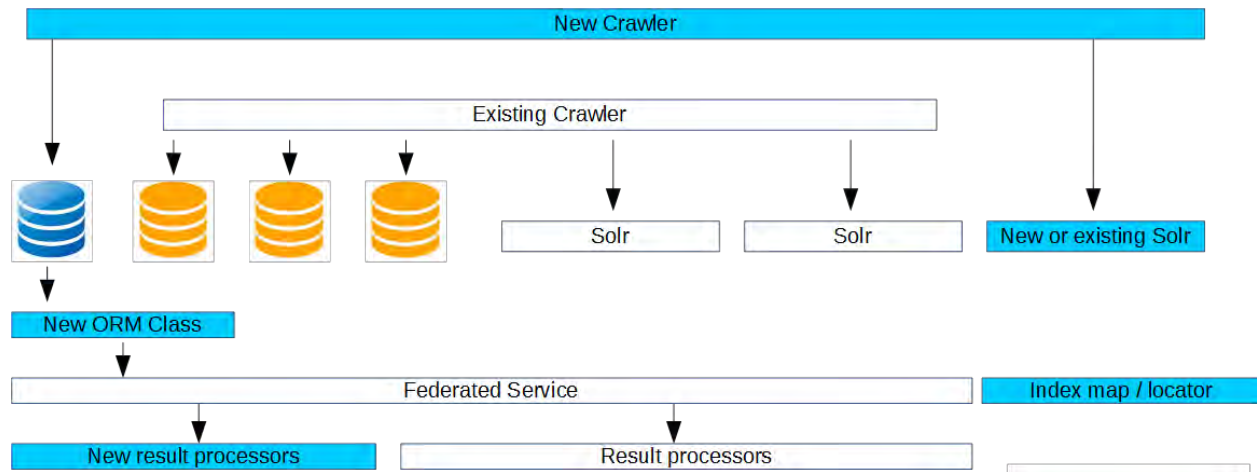 New Crawler
Existing Crawler
Solr
Solr
New or existing Solr
New ORM Class
Federated Service
Index map / locator
New result processors
Result processors